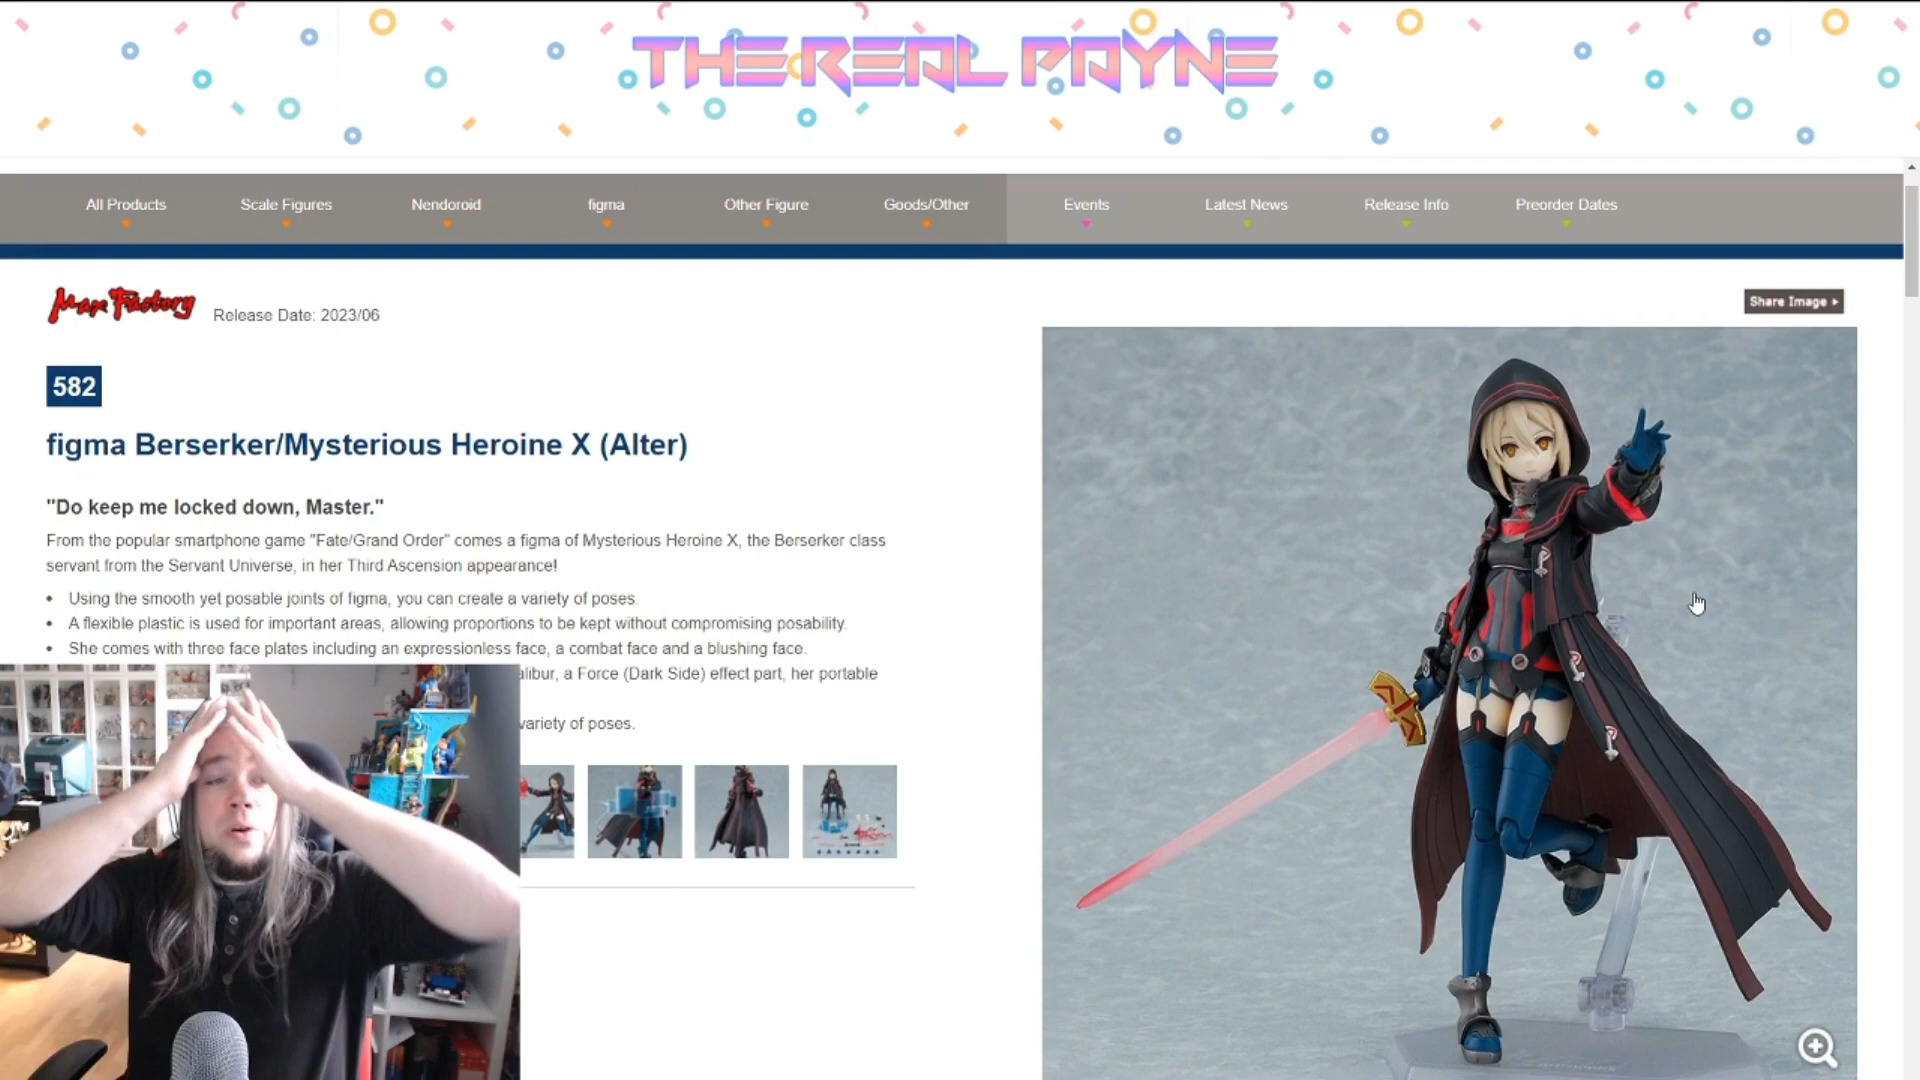 THE REAL PAYNE
All Products
Scale Figures
Nendoroid
figma
Other Figure
Goods/Other
Events
Latest News
Release Info
Preorder Dates
Max Factory
Release Date: 2023/06
Share Image
582
figma Berserker/Mysterious Heroine X (Alter)
"Do keep me locked down, Master."
From the popular smartphone game "Fate/Grand Order" comes a figma of Mysterious Heroine X, the Berserker class
servant from the Servant Universe, in her Third Ascension appearance!
• Using the smooth yet posable joints of figma, you can create a variety of poses.
• A flexible plastic is used for important areas, allowing proportions to be kept without compromising posability.
• She comes with three face plates including an expressionless face, a combat face and a blushing face.
alibur, a Force (Dark Side) effect part, her portable
variety of poses.